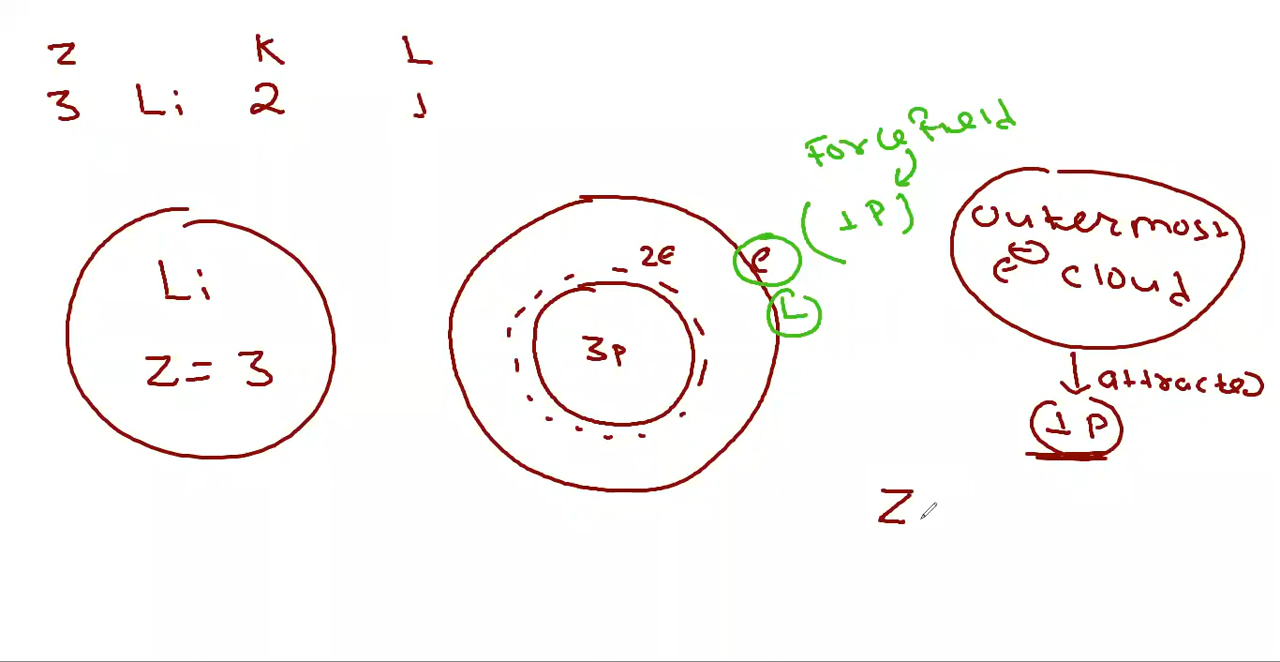 Z K L
3 Li 2 1
Force Field
(1P)
outermost
e⊖ cloud
attracted
1P
Li
Z = 3
2e
3p
e
L
Z